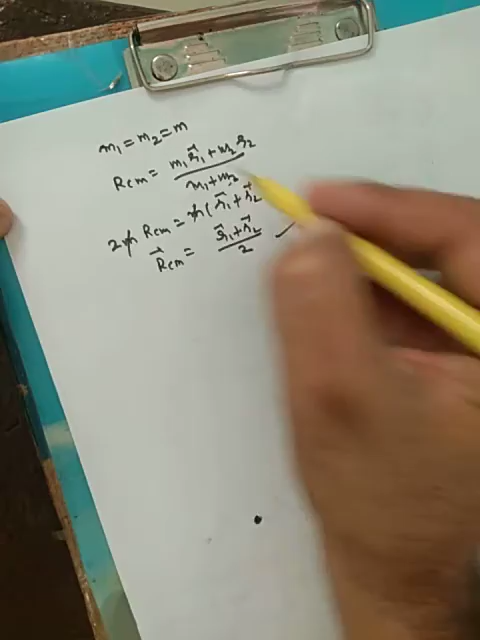 m₁ = m₂ = m
Rcm = m₁r⃗₁ + m₂r₂ / m₁ + m₂
2m Rcm = m(r⃗₁ + r⃗₂
R⃗cm = r⃗₁ + r⃗₂ / 2